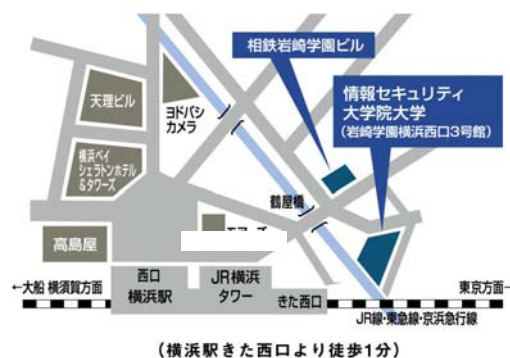 相鉄岩崎学園ビル
情報セキュリティ
大学院大学
(岩崎学園横浜西口3号館)
天理ビル
ヨドバシ
カメラ
横浜ベイ
シェラトンホテル
&タワーズ
鶴屋橋
高島屋
西口
横浜駅
JR横浜
タワー
きた西口
←大船 横須賀方面
東京方面→
JR線・東急線・京浜急行線
(横浜駅きた西口より徒歩1分)